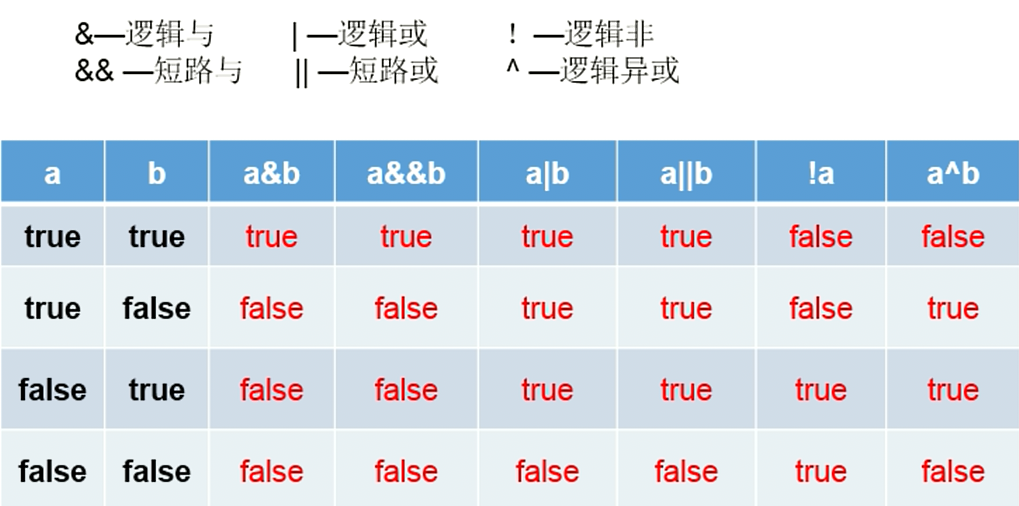 &—逻辑与 | —逻辑或 ! —逻辑非
&& —短路与 || —短路或 ^ —逻辑异或
a b a&b a&&b a|b a||b !a a^b
true true true true true true false false
true false false false true true false true
false true false false true true true true
false false false false false false true false